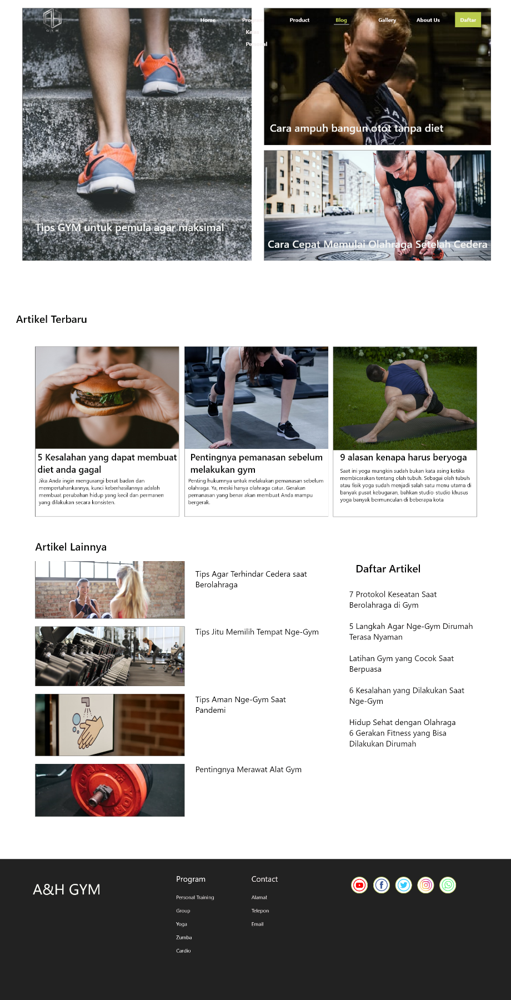 GYM
Home
Program
Product
Blog
Gallery
About Us
Daftar
Kelas
Personal
Cara ampuh bangun otot tanpa diet
Tips GYM untuk pemula agar maksimal
Cara Cepat Memulai Olahraga Setelah Cedera
Artikel Terbaru
5 Kesalahan yang dapat membuat
diet anda gagal
Jika Anda ingin mengurangi berat badan dan
mempertahankannya, kunci keberhasilannya adalah
membuat perubahan hidup yang kecil dan permanen
yang dilakukan secara konsisten.
Pentingnya pemanasan sebelum
melakukan gym
Penting hukumnya untuk melakukan pemanasan sebelum
olahraga. Ya, meski hanya olahraga catur. Gerakan
pemanasan yang benar akan membuat Anda mampu
bergerak.
9 alasan kenapa harus beryoga
Saat ini yoga mungkin sudah bukan kata asing ketika
membicarakan tentang olah tubuh. Sebagai olah tubuh
atau fisik yoga sudah menjadi salah satu menu utama di
banyak pusat kebugaran, bahkan studio-studio khusus
yoga banyak bermunculan di beberapa kota
Artikel Lainnya
Tips Agar Terhindar Cedera saat
Berolahraga
Tips Jitu Memilih Tempat Nge-Gym
Tips Aman Nge-Gym Saat
Pandemi
Pentingnya Merawat Alat Gym
YORK
YORK
Daftar Artikel
7 Protokol Keseatan Saat
Berolahraga di Gym
5 Langkah Agar Nge-Gym Dirumah
Terasa Nyaman
Latihan Gym yang Cocok Saat
Berpuasa
6 Kesalahan yang Dilakukan Saat
Nge-Gym
Hidup Sehat dengan Olahraga
6 Gerakan Fitness yang Bisa
Dilakukan Dirumah
A&H GYM
Program
Personal Training
Group
Yoga
Zumba
Cardio
Contact
Alamat
Telepon
Email